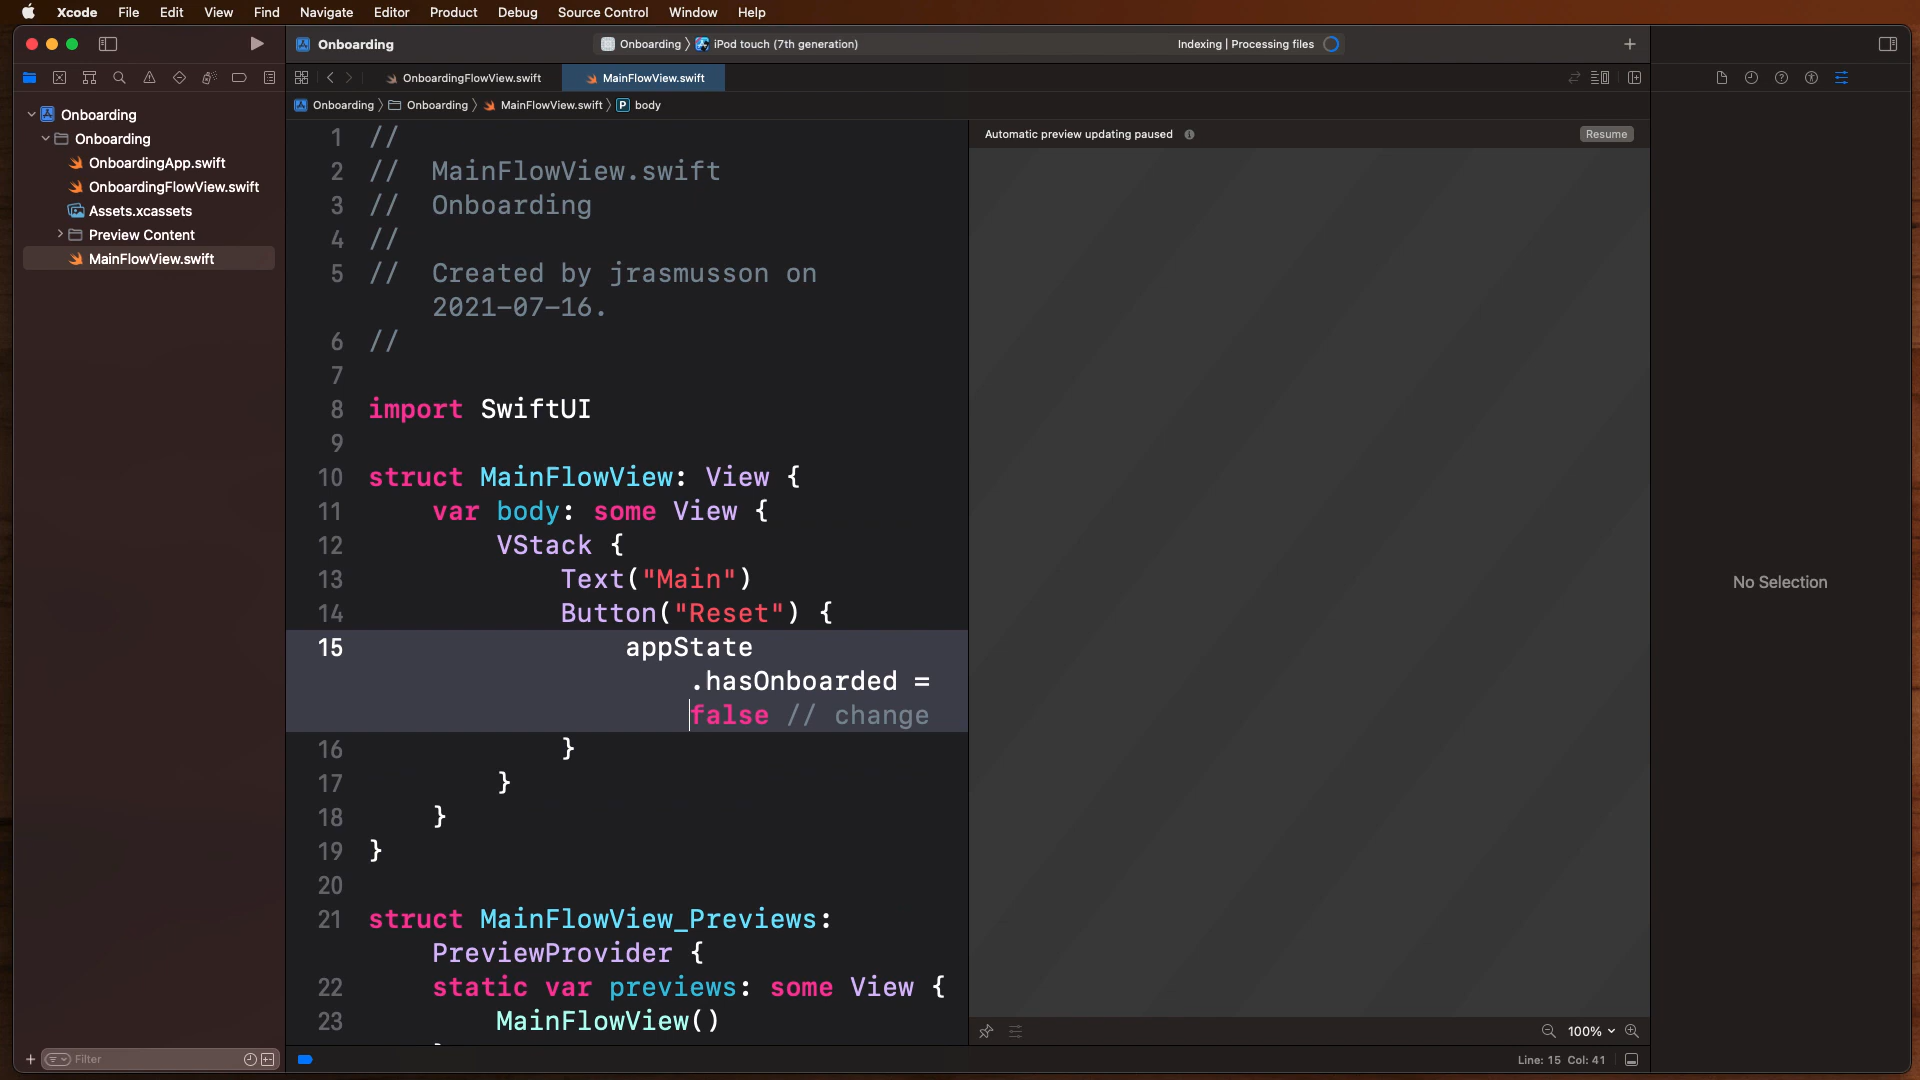 Xcode File Edit View Find Navigate Editor Product Debug Source Control Window Help
Onboarding
Onboarding
iPod touch (7th generation)
Indexing | Processing files
OnboardingFlowView.swift
MainFlowView.swift
Onboarding
Onboarding
MainFlowView.swift
P body
Onboarding
Onboarding
OnboardingApp.swift
OnboardingFlowView.swift
Assets.xcassets
Preview Content
MainFlowView.swift
Filter
1 //
2 // MainFlowView.swift
3 // Onboarding
4 //
5 // Created by jrasmusson on
2021-07-16.
6 //
7
8 import SwiftUI
9
10 struct MainFlowView: View {
11 var body: some View {
12 VStack {
13 Text("Main")
14 Button("Reset") {
15 appState
.hasOnboarded =
false // change
16 }
17 }
18 }
19 }
20
21 struct MainFlowView_Previews:
PreviewProvider {
22 static var previews: some View {
23 MainFlowView()
Automatic preview updating paused
Resume
100%
Line: 15 Col: 41
No Selection